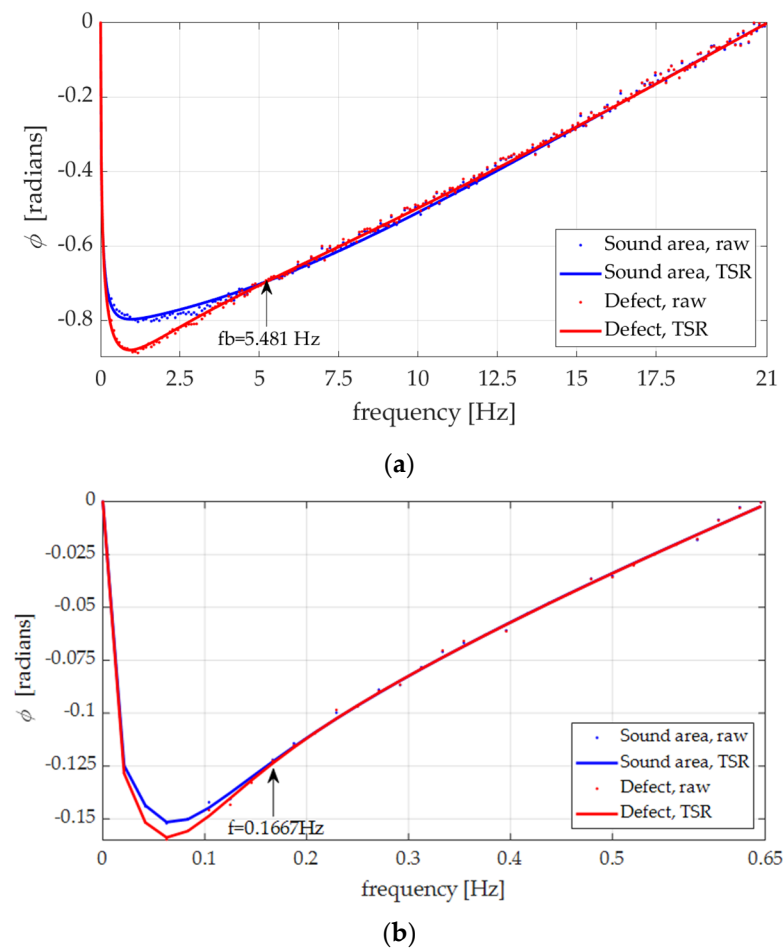 0
-0.2
-0.4
-0.6
-0.8
ϕ [radians]
fb=5.481 Hz
Sound area, raw
Sound area, TSR
Defect, raw
Defect, TSR
0 2.5 5 7.5 10 12.5 15 17.5 21
frequency [Hz]
(a)
0
-0.025
-0.05
-0.075
-0.1
-0.125
-0.15
ϕ [radians]
f=0.1667Hz
Sound area, raw
Sound area, TSR
Defect, raw
Defect, TSR
0 0.1 0.2 0.3 0.4 0.5 0.65
frequency [Hz]
(b)